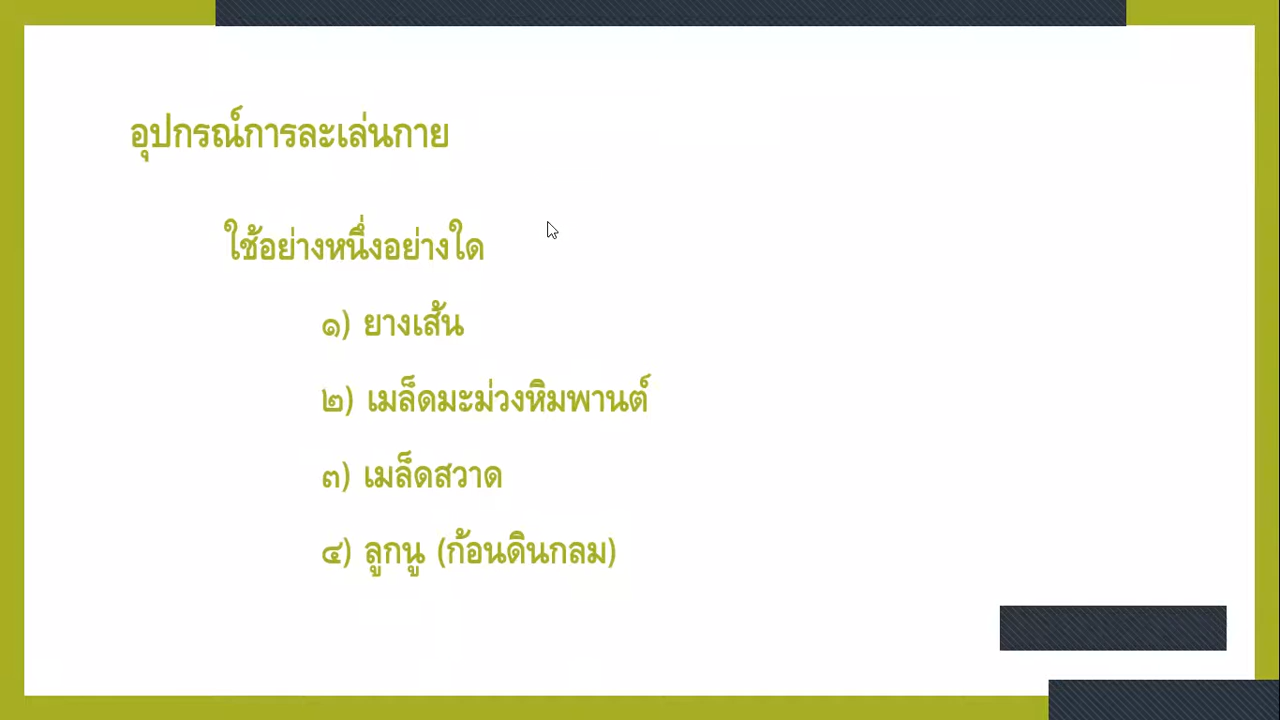 อุปกรณ์การละเล่นกาย
ใช้อย่างหนึ่งอย่างใด
๑) ยางเส้น
๒) เมล็ดมะม่วงหิมพานต์
๓) เมล็ดสวาด
๔) ลูกนู (ก้อนดินกลม)